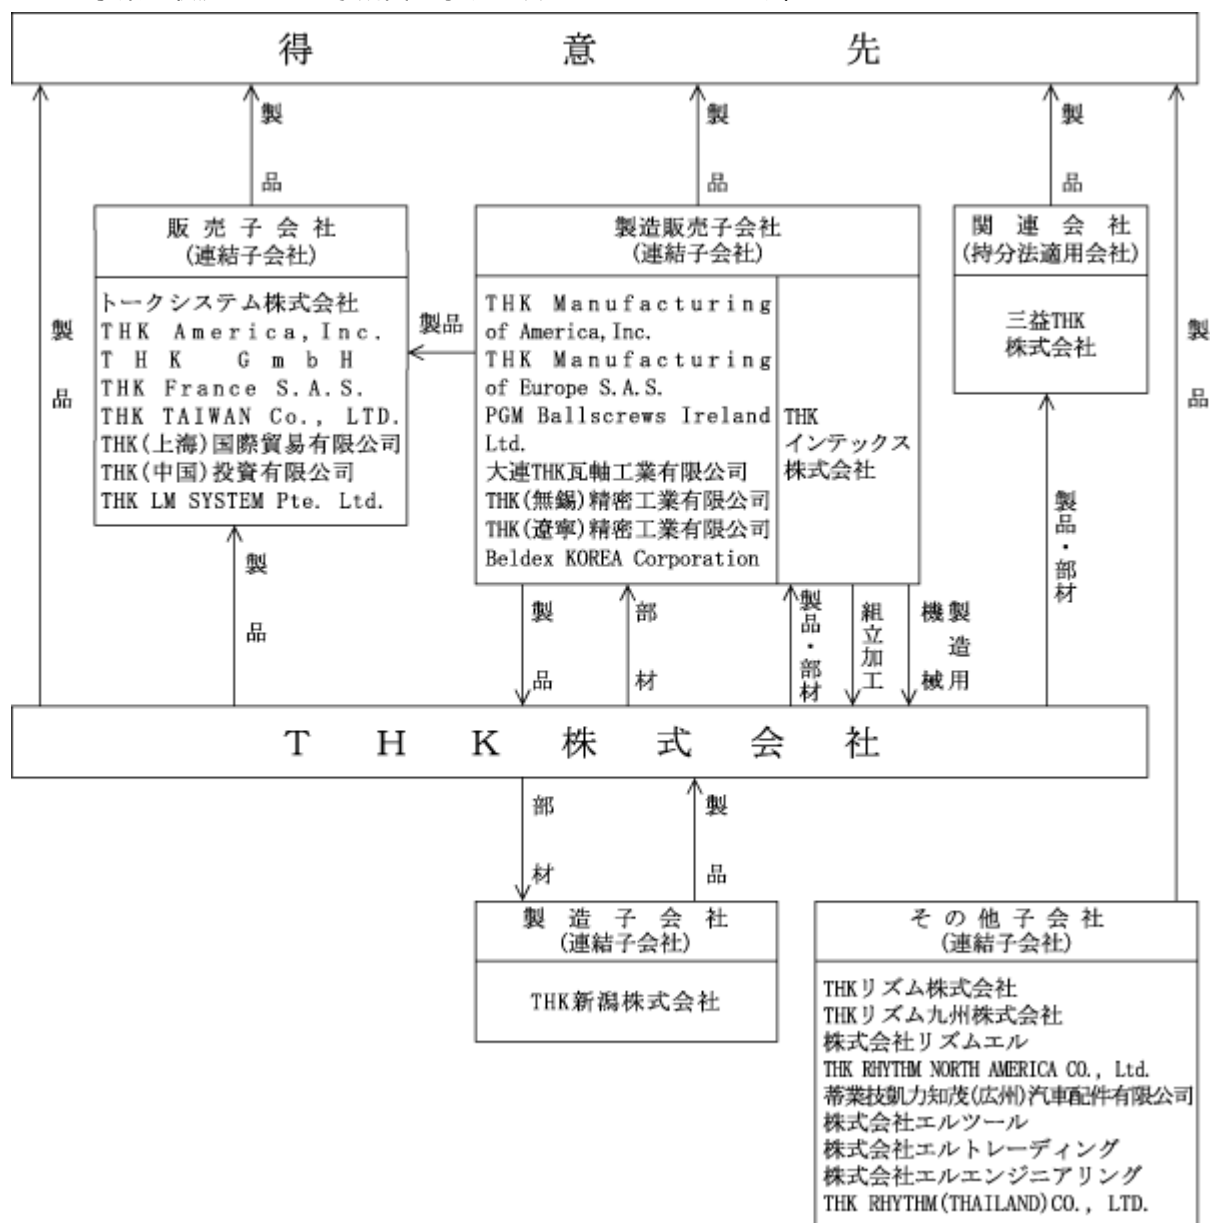 得意先
製品
製品
製品
製品
製品
販売子会社
(連結子会社)
トークシステム株式会社
THK America,Inc.
THK GmbH
THK France S.A.S.
THK TAIWAN Co., LTD.
THK(上海)国際貿易有限公司
THK(中国)投資有限公司
THK LM SYSTEM Pte. Ltd.
製品
製造販売子会社
(連結子会社)
THK Manufacturing
of America,Inc.
THK Manufacturing
of Europe S.A.S.
PGM Ballscrews Ireland
Ltd.
大連THK瓦軸工業有限公司
THK(無錫)精密工業有限公司
THK(遼寧)精密工業有限公司
Beldex KOREA Corporation
THK
インテックス
株式会社
関連会社
(持分法適用会社)
三益THK
株式会社
製品
製品
部材
製品・部材
組立加工
製造用
機械
製品・部材
THK株式会社
部材
製品
製造子会社
(連結子会社)
THK新潟株式会社
その他子会社
(連結子会社)
THKリズム株式会社
THKリズム九州株式会社
株式会社リズムエル
THK RHYTHM NORTH AMERICA CO., Ltd.
蒂業技凱力知茂(広州)汽車配件有限公司
株式会社エルツール
株式会社エルトレーディング
株式会社エルエンジニアリング
THK RHYTHM(THAILAND)CO., LTD.